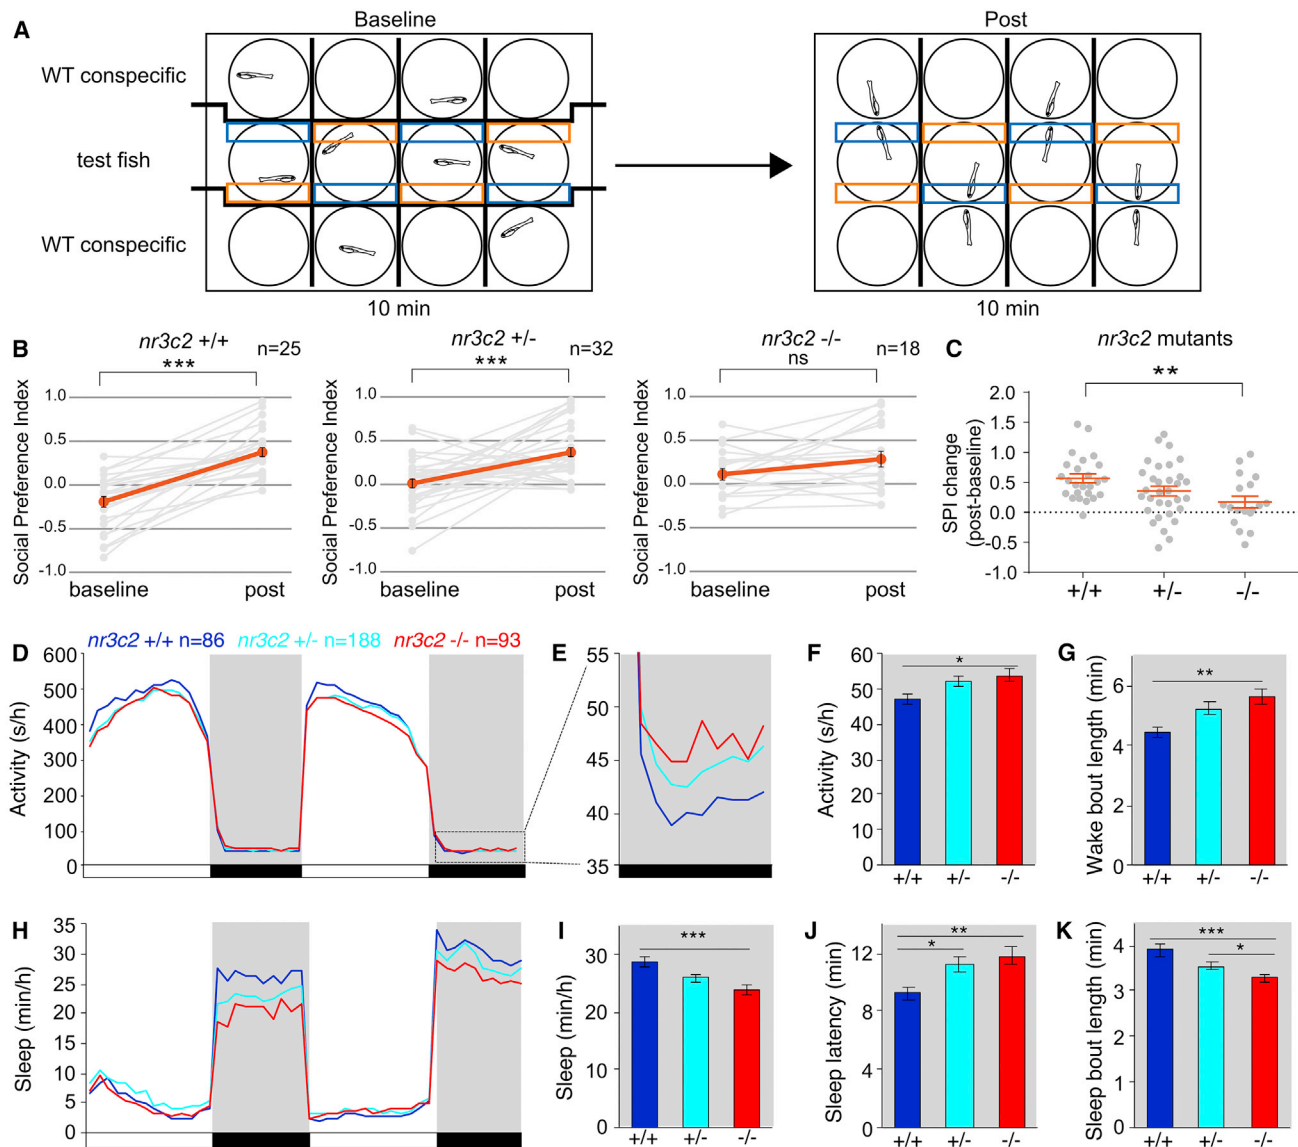 A
Baseline
Post
WT conspecific
test fish
WT conspecific
10 min
10 min
B
nr3c2 +/+
n=25
***
Social Preference Index
1.0
0.5
0.0
-0.5
-1.0
baseline
post
nr3c2 +/-
n=32
***
Social Preference Index
1.0
0.5
0.0
-0.5
-1.0
baseline
post
nr3c2 -/-
n=18
ns
Social Preference Index
1.0
0.5
0.0
-0.5
-1.0
baseline
post
C
nr3c2 mutants
**
SPI change
(post-baseline)
2.0
1.5
1.0
0.5
0.0
-0.5
-1.0
+/+
+/-
-/-
D
nr3c2 +/+ n=86
nr3c2 +/- n=188
nr3c2 -/- n=93
Activity (s/h)
600
500
400
300
200
100
0
E
55
50
45
40
35
F
*
Activity (s/h)
60
50
40
30
20
10
0
+/+
+/-
-/-
G
**
Wake bout length (min)
6
4
2
0
+/+
+/-
-/-
H
Sleep (min/h)
35
30
25
20
15
10
5
0
I
***
Sleep (min/h)
30
20
10
0
+/+
+/-
-/-
J
**
*
Sleep latency (min)
12
8
4
0
+/+
+/-
-/-
K
***
*
Sleep bout length (min)
4
3
2
1
0
+/+
+/-
-/-